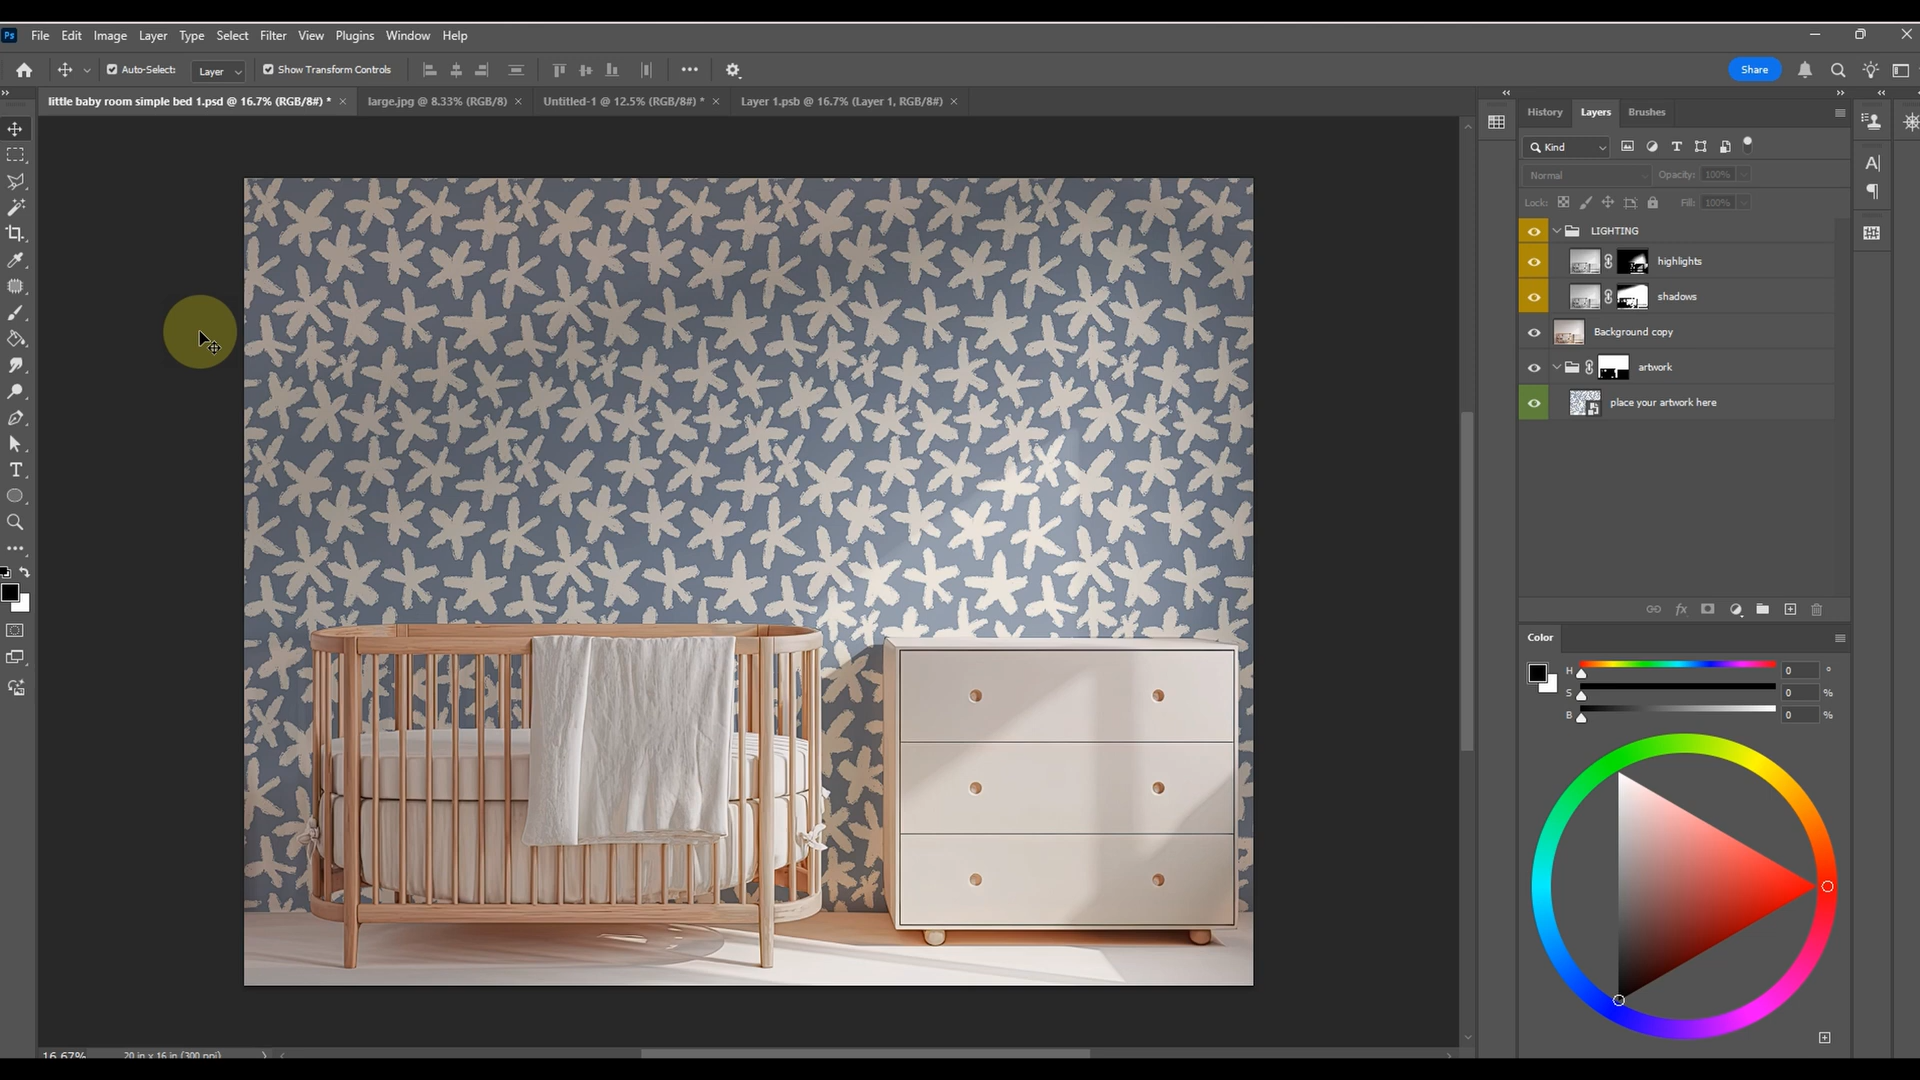 Ps File Edit Image Layer Type Select Filter View Plugins Window Help
Auto-Select: Layer Show Transform Controls ••• Share
little baby room simple bed 1.psd @ 16.7% (RGB/8#) * × large.jpg @ 8.33% (RGB/8) × Untitled-1 @ 12.5% (RGB/8#) * × Layer 1.psb @ 16.7% (Layer 1, RGB/8#) ×
History Layers Brushes
Kind
Normal Opacity: 100%
Lock: Fill: 100%
LIGHTING
highlights
shadows
Background copy
artwork
place your artwork here
fx
Color
H 0 °
S 0 %
B 0 %
16.67% 20 in x 16 in (300 ppi)